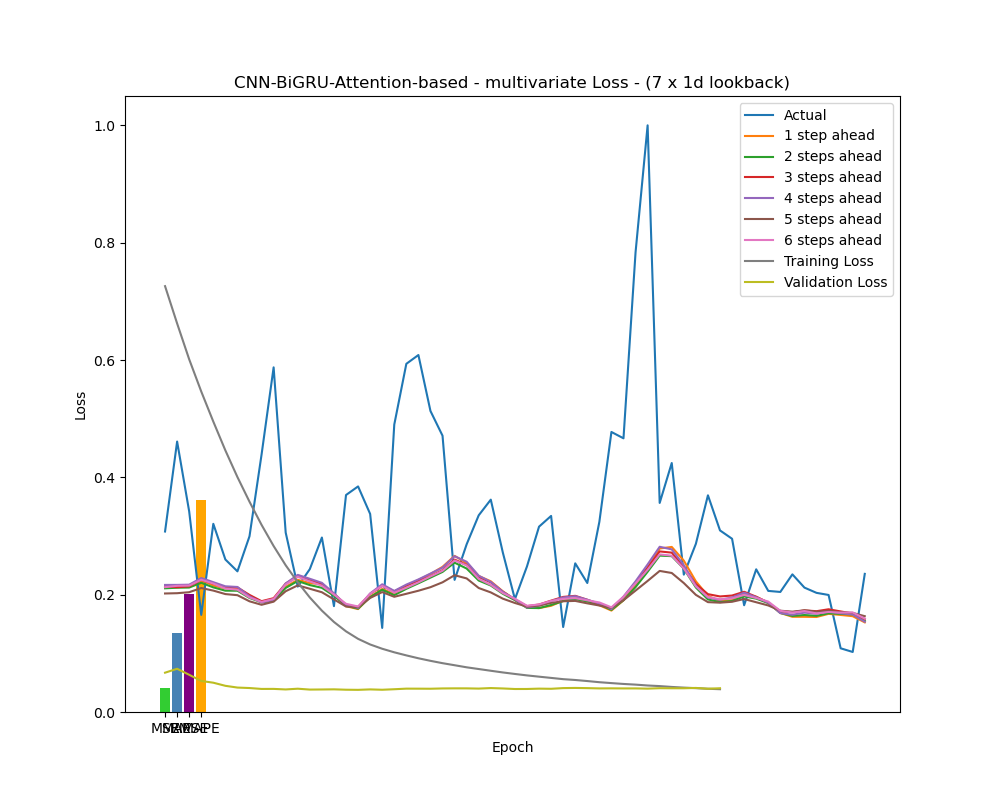 CNN-BiGRU-Attention-based - multivariate Loss - (7 x 1d lookback)
1.0
0.8
0.6
0.4
0.2
0.0
Loss
Actual
1 step ahead
2 steps ahead
3 steps ahead
4 steps ahead
5 steps ahead
6 steps ahead
Training Loss
Validation Loss
Epoch